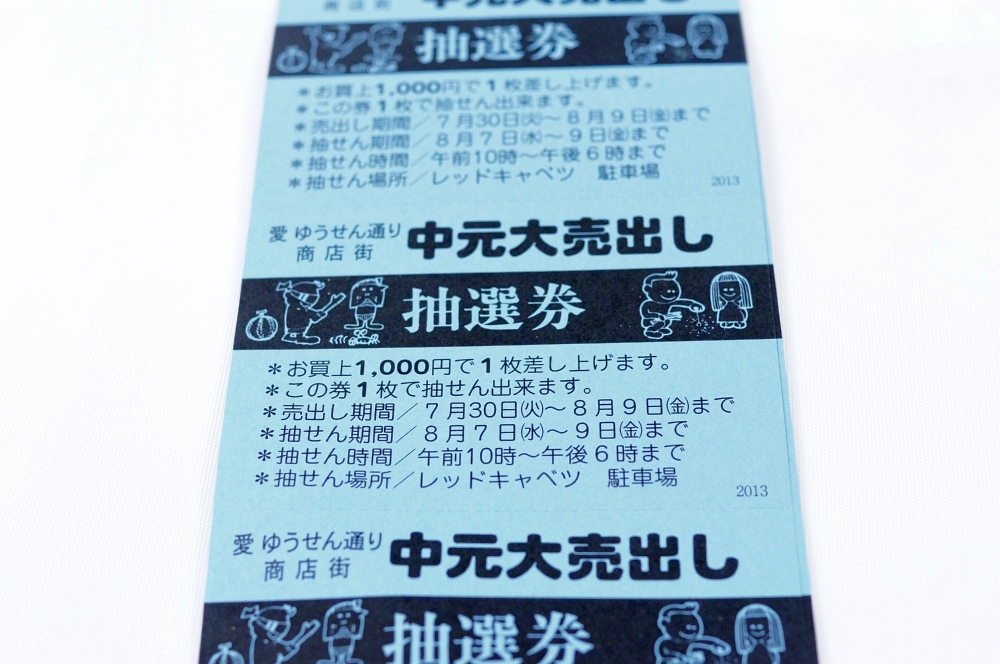 商店街 中元大売出し
抽選券
＊お買上1,000円で1枚差し上げます。
＊この券1枚で抽せん出来ます。
＊売出し期間／7月30日㈫～8月9日㈮まで
＊抽せん期間／8月7日㈬～9日㈮まで
＊抽せん時間／午前10時～午後6時まで
＊抽せん場所／レッドキャベツ　駐車場
2013
愛 ゆうせん通り
商店街
中元大売出し
抽選券
＊お買上1,000円で1枚差し上げます。
＊この券1枚で抽せん出来ます。
＊売出し期間／7月30日㈫～8月9日㈮まで
＊抽せん期間／8月7日㈬～9日㈮まで
＊抽せん時間／午前10時～午後6時まで
＊抽せん場所／レッドキャベツ　駐車場
2013
愛 ゆうせん通り
商店街
中元大売出し
抽選券